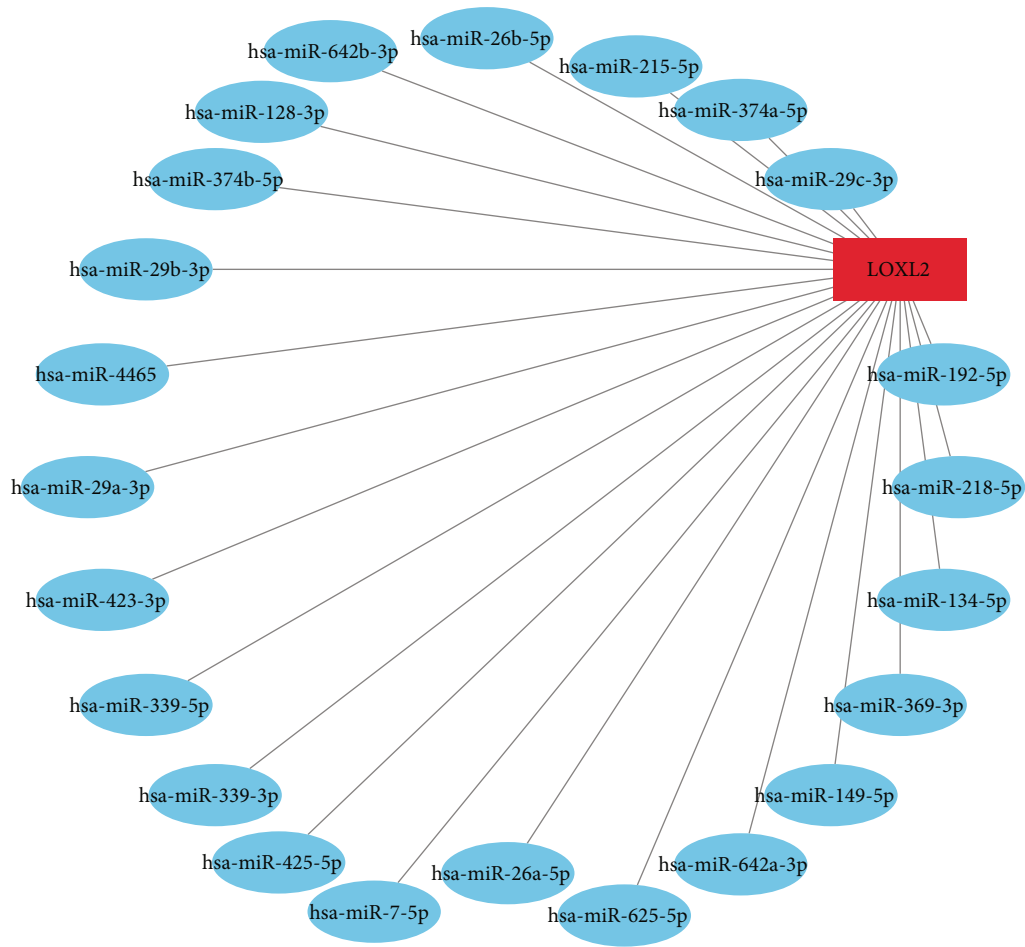 hsa-miR-26b-5p
hsa-miR-642b-3p
hsa-miR-215-5p
hsa-miR-128-3p
hsa-miR-374a-5p
hsa-miR-374b-5p
hsa-miR-29c-3p
hsa-miR-29b-3p
LOXL2
hsa-miR-4465
hsa-miR-192-5p
hsa-miR-29a-3p
hsa-miR-218-5p
hsa-miR-423-3p
hsa-miR-134-5p
hsa-miR-339-5p
hsa-miR-369-3p
hsa-miR-339-3p
hsa-miR-149-5p
hsa-miR-425-5p
hsa-miR-642a-3p
hsa-miR-26a-5p
hsa-miR-7-5p
hsa-miR-625-5p